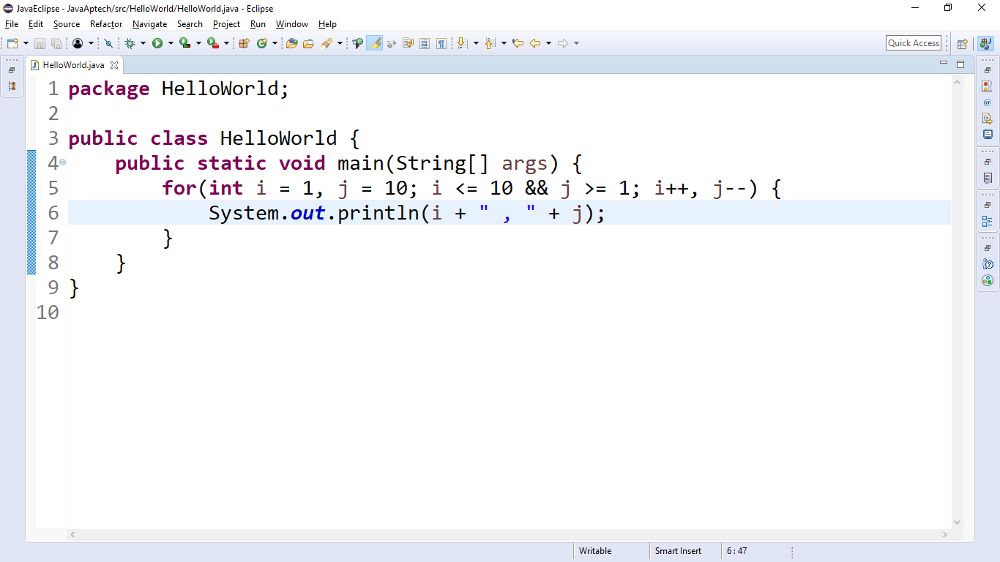 JavaEclipse - JavaAptech/src/HelloWorld/HelloWorld.java - Eclipse
File Edit Source Refactor Navigate Search Project Run Window Help
Quick Access
HelloWorld.java
1 package HelloWorld;
2
3 public class HelloWorld {
4     public static void main(String[] args) {
5         for(int i = 1, j = 10; i <= 10 && j >= 1; i++, j--) {
6             System.out.println(i + " , " + j);
7         }
8     }
9 }
10
Writable Smart Insert 6 : 47